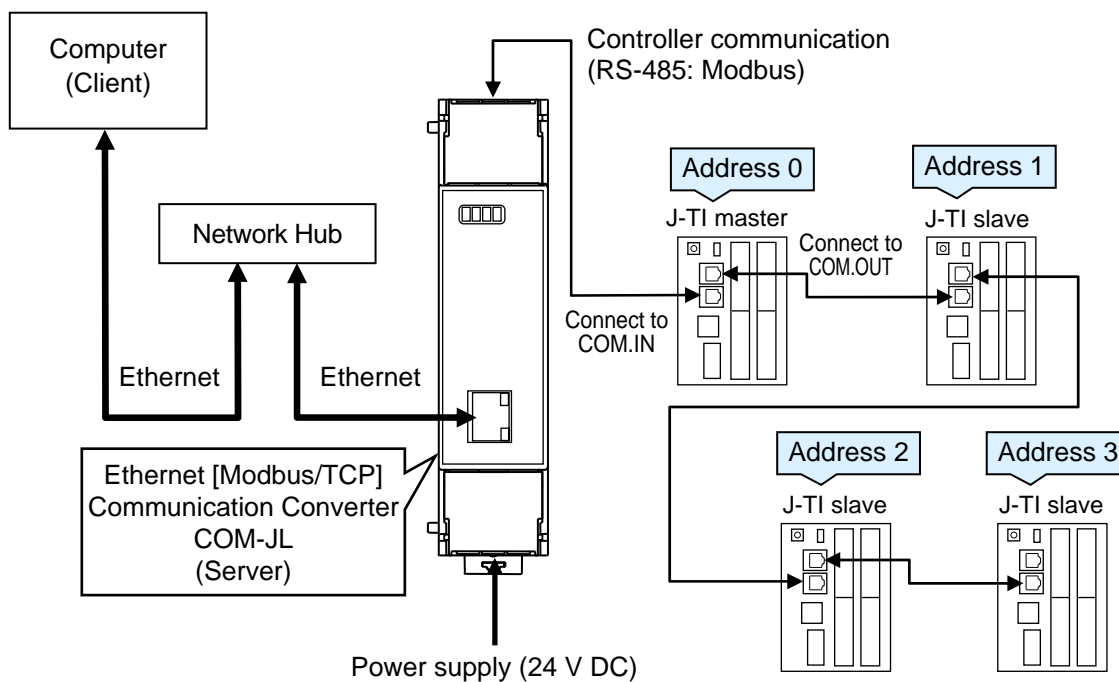 Computer
(Client)
Controller communication
(RS-485: Modbus)
Address 0
Address 1
J-TI master
J-TI slave
Network Hub
Connect to
COM.OUT
Connect to
COM.IN
Ethernet
Ethernet
Address 2
Address 3
Ethernet [Modbus/TCP]
Communication Converter
COM-JL
(Server)
J-TI slave
J-TI slave
Power supply (24 V DC)